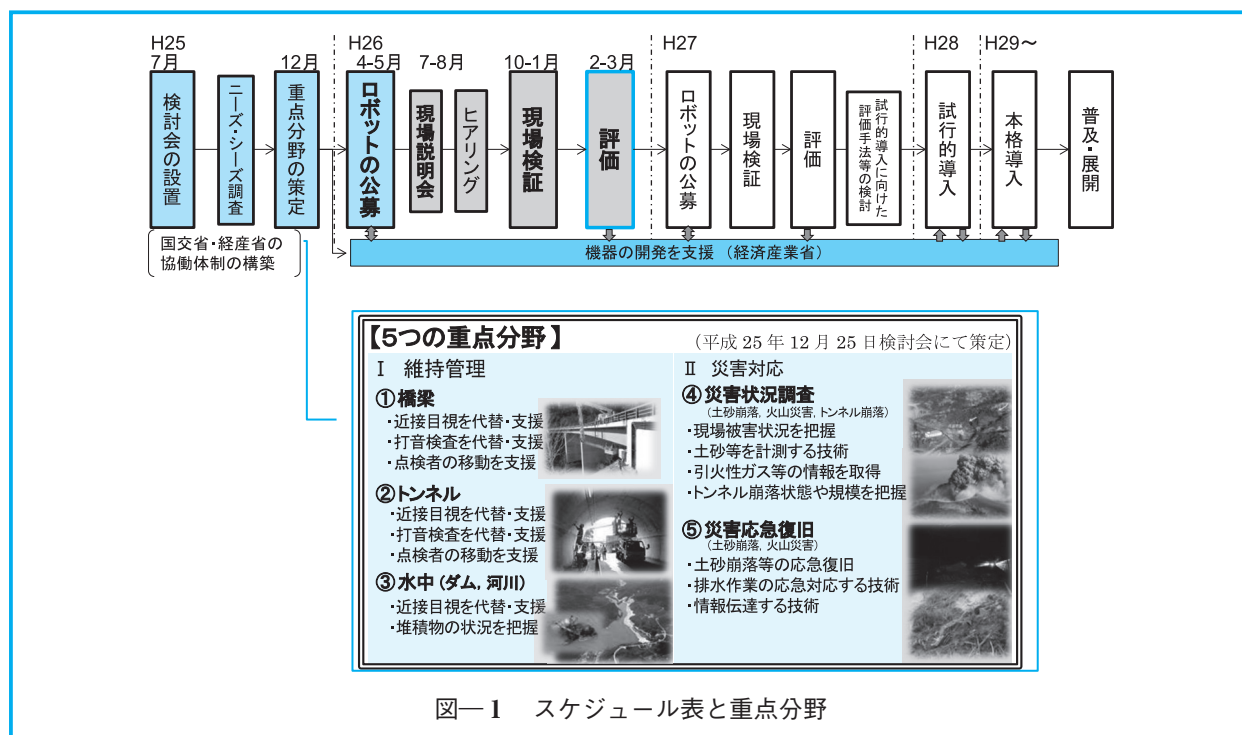 H25
7月
12月
H26
4-5月
7-8月
10-1月
2-3月
H27
H28
H29～
検討会の設置
ニーズ・シーズ調査
重点分野の策定
ロボットの公募
現場説明会
ヒアリング
現場検証
評価
ロボットの公募
現場検証
評価
試行的導入に向けた
評価手法等の検討
試行的導入
本格導入
普及・展開
国交省・経産省の
協働体制の構築
機器の開発を支援（経済産業省）
【5つの重点分野】
（平成 25 年 12 月 25 日検討会にて策定）
Ⅰ 維持管理
①橋梁
・近接目視を代替・支援
・打音検査を代替・支援
・点検者の移動を支援
②トンネル
・近接目視を代替・支援
・打音検査を代替・支援
・点検者の移動を支援
③水中（ダム，河川）
・近接目視を代替・支援
・堆積物の状況を把握
Ⅱ 災害対応
④災害状況調査
（土砂崩落，火山災害，トンネル崩落）
・現場被害状況を把握
・土砂等を計測する技術
・引火性ガス等の情報を取得
・トンネル崩落状態や規模を把握
⑤災害応急復旧
（土砂崩落，火山災害）
・土砂崩落等の応急復旧
・排水作業の応急対応する技術
・情報伝達する技術
図― 1 スケジュール表と重点分野